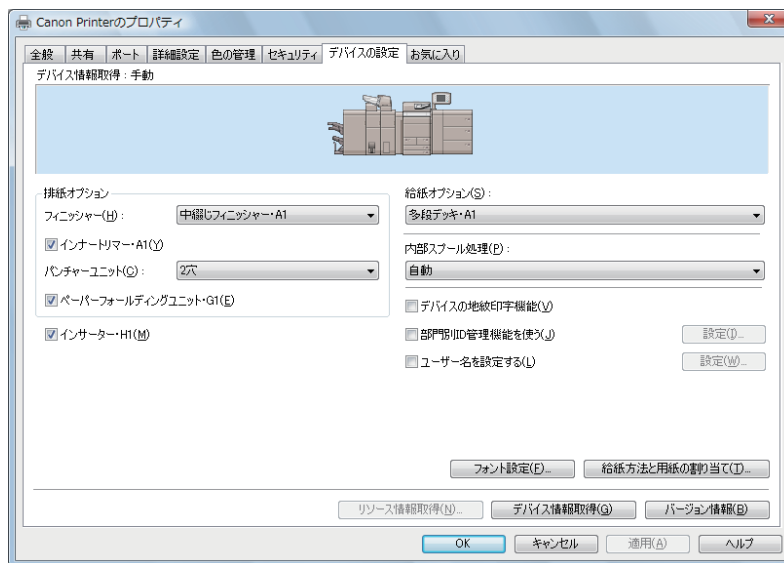 Canon Printerのプロパティ
全般 共有 ポート 詳細設定 色の管理 セキュリティ デバイスの設定 お気に入り
デバイス情報取得：手動
排紙オプション
フィニッシャー(H)：
中綴じフィニッシャー・A1
インナートリマー・A1(Y)
パンチャーユニット(C)：
2穴
ペーパーフォールディングユニット・G1(E)
インサーター・H1(M)
給紙オプション(S)：
多段デッキ・A1
内部スプール処理(P)：
自動
デバイスの地紋印字機能(V)
部門別ID管理機能を使う(J)
設定(I)...
ユーザー名を設定する(L)
設定(W)...
フォント設定(F)... 給紙方法と用紙の割り当て(T)...
リソース情報取得(N)... デバイス情報取得(G) バージョン情報(B)
OK キャンセル 適用(A) ヘルプ